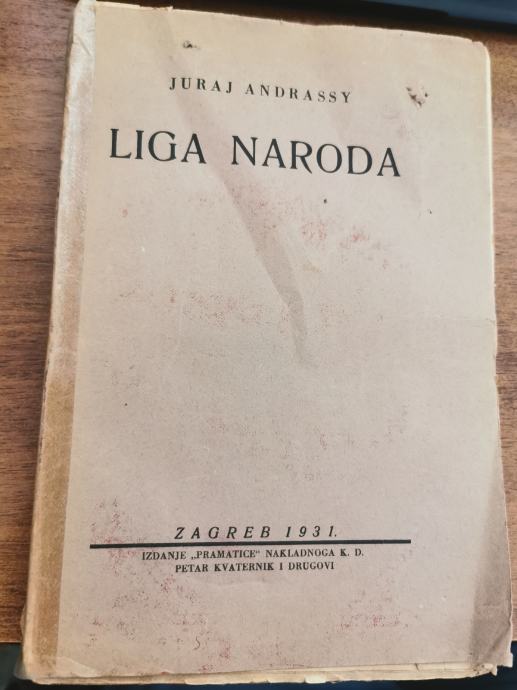 JURAJ ANDRASSY
LIGA NARODA
ZAGREB 1931.
IZDANJE „PRAMATICE“ NAKLADNOGA K. D.
PETAR KVATERNIK I DRUGOVI